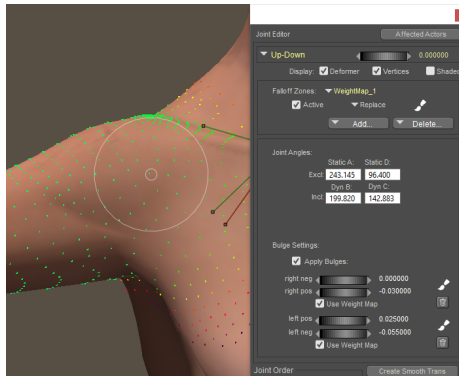 Joint Editor
Affected Actors
Up-Down
0.000000
Display: Deformer Vertices Shaded
Falloff Zones: WeightMap_1
Active Replace
Add... Delete...
Joint Angles:
Static A: Static D:
Excl: 243.145 96.400
Dyn B: Dyn C:
Incl: 199.820 142.883
Bulge Settings:
Apply Bulges:
right neg 0.000000
right pos -0.030000
Use Weight Map
left pos 0.025000
left neg -0.055000
Use Weight Map
Joint Order
Create Smooth Trans